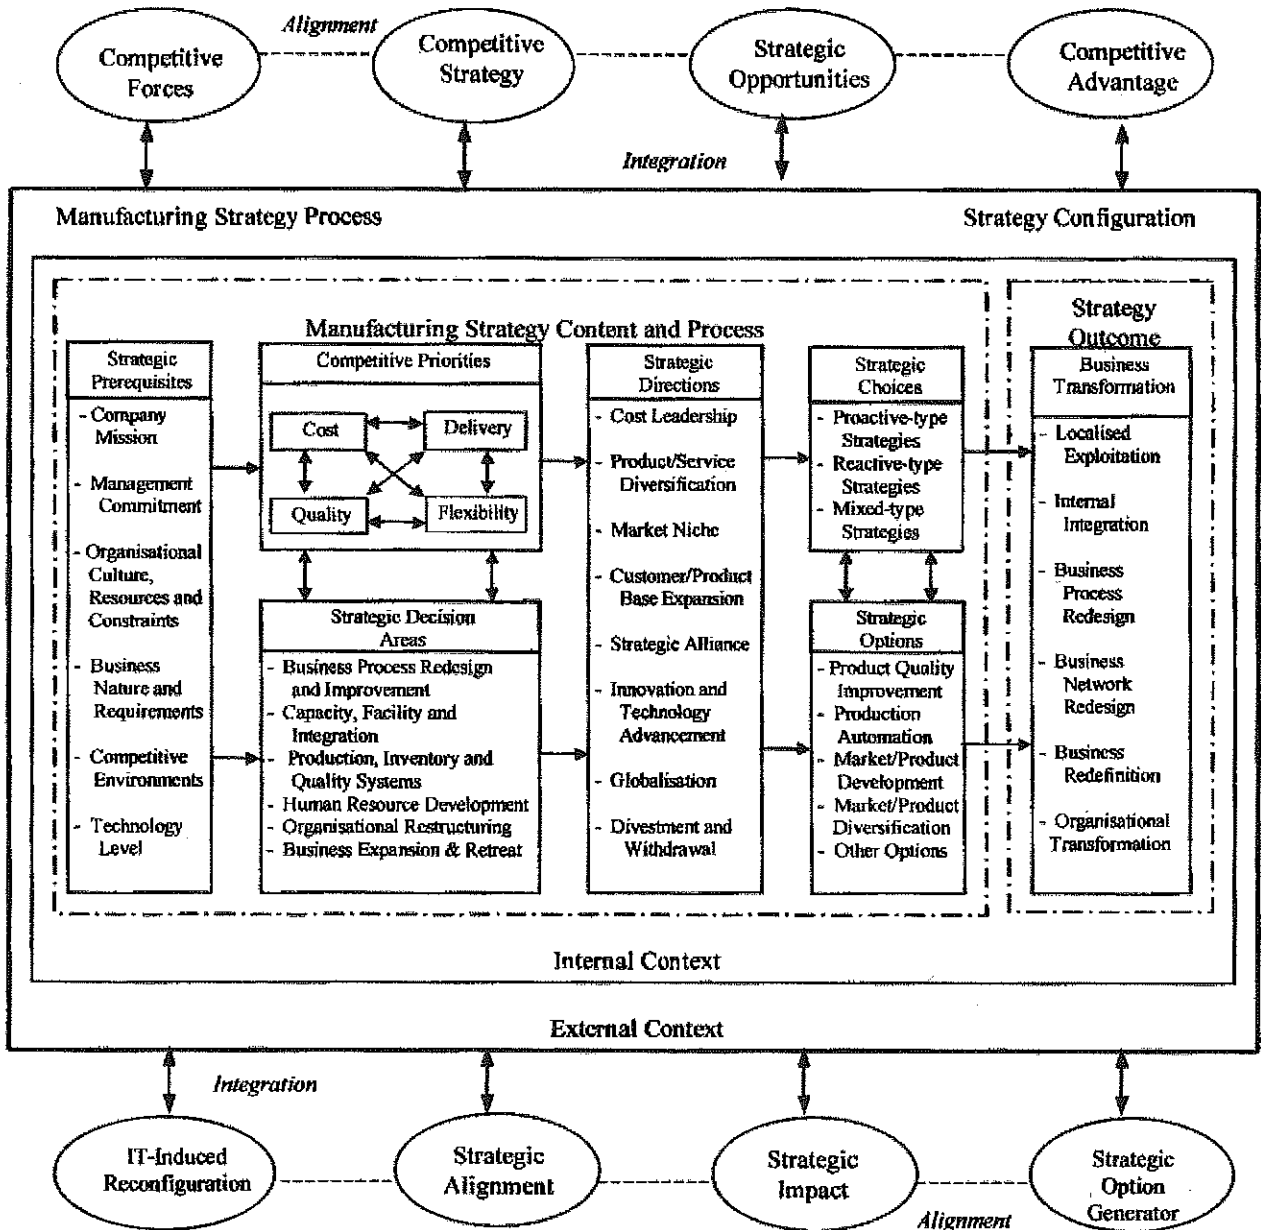 Alignment
Competitive
Forces
Competitive
Strategy
Strategic
Opportunities
Competitive
Advantage
Integration
Manufacturing Strategy Process
Strategy Configuration
Manufacturing Strategy Content and Process
Strategy
Outcome
Strategic
Prerequisites
- Company
Mission
- Management
Commitment
- Organisational
Culture,
Resources and
Constraints
- Business
Nature and
Requirements
- Competitive
Environments
- Technology
Level
Competitive Priorities
Cost
Delivery
Quality
Flexibility
Strategic Decision
Areas
- Business Process Redesign
and Improvement
- Capacity, Facility and
Integration
- Production, Inventory and
Quality Systems
- Human Resource Development
- Organisational Restructuring
- Business Expansion & Retreat
Strategic
Directions
- Cost Leadership
- Product/Service
Diversification
- Market Niche
- Customer/Product
Base Expansion
- Strategic Alliance
- Innovation and
Technology
Advancement
- Globalisation
- Divestment and
Withdrawal
Strategic
Choices
- Proactive-type
Strategies
- Reactive-type
Strategies
- Mixed-type
Strategies
Strategic
Options
- Product Quality
Improvement
- Production
Automation
- Market/Product
Development
- Market/Product
Diversification
- Other Options
Business
Transformation
- Localised
Exploitation
- Internal
Integration
- Business
Process
Redesign
- Business
Network
Redesign
- Business
Redefinition
- Organisational
Transformation
Internal Context
External Context
Integration
IT-Induced
Reconfiguration
Strategic
Alignment
Strategic
Impact
Strategic
Option
Generator
Alignment